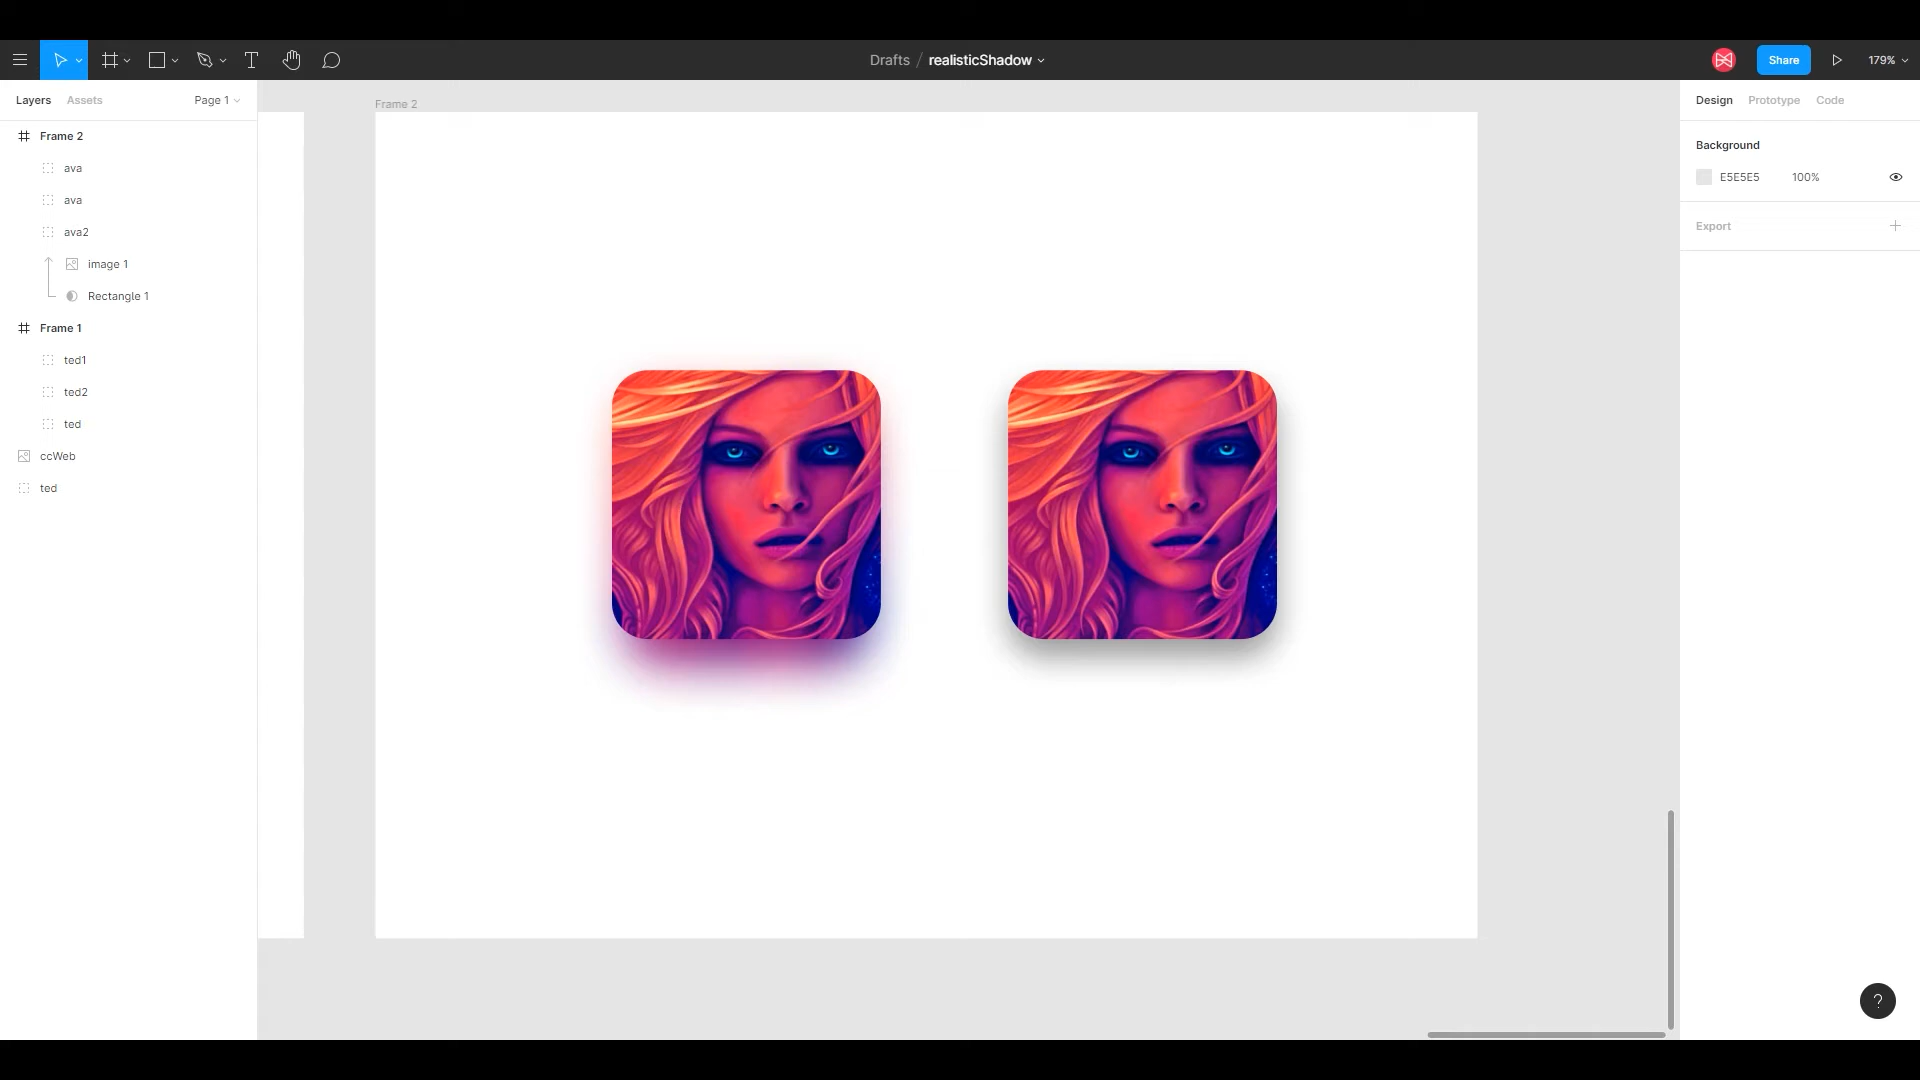 Drafts / realisticShadow
Share
179%
Layers
Assets
Page 1
Frame 2
ava
ava
ava2
image 1
Rectangle 1
Frame 1
ted1
ted2
ted
ccWeb
ted
Frame 2
Design
Prototype
Code
Background
E5E5E5
100%
Export
?